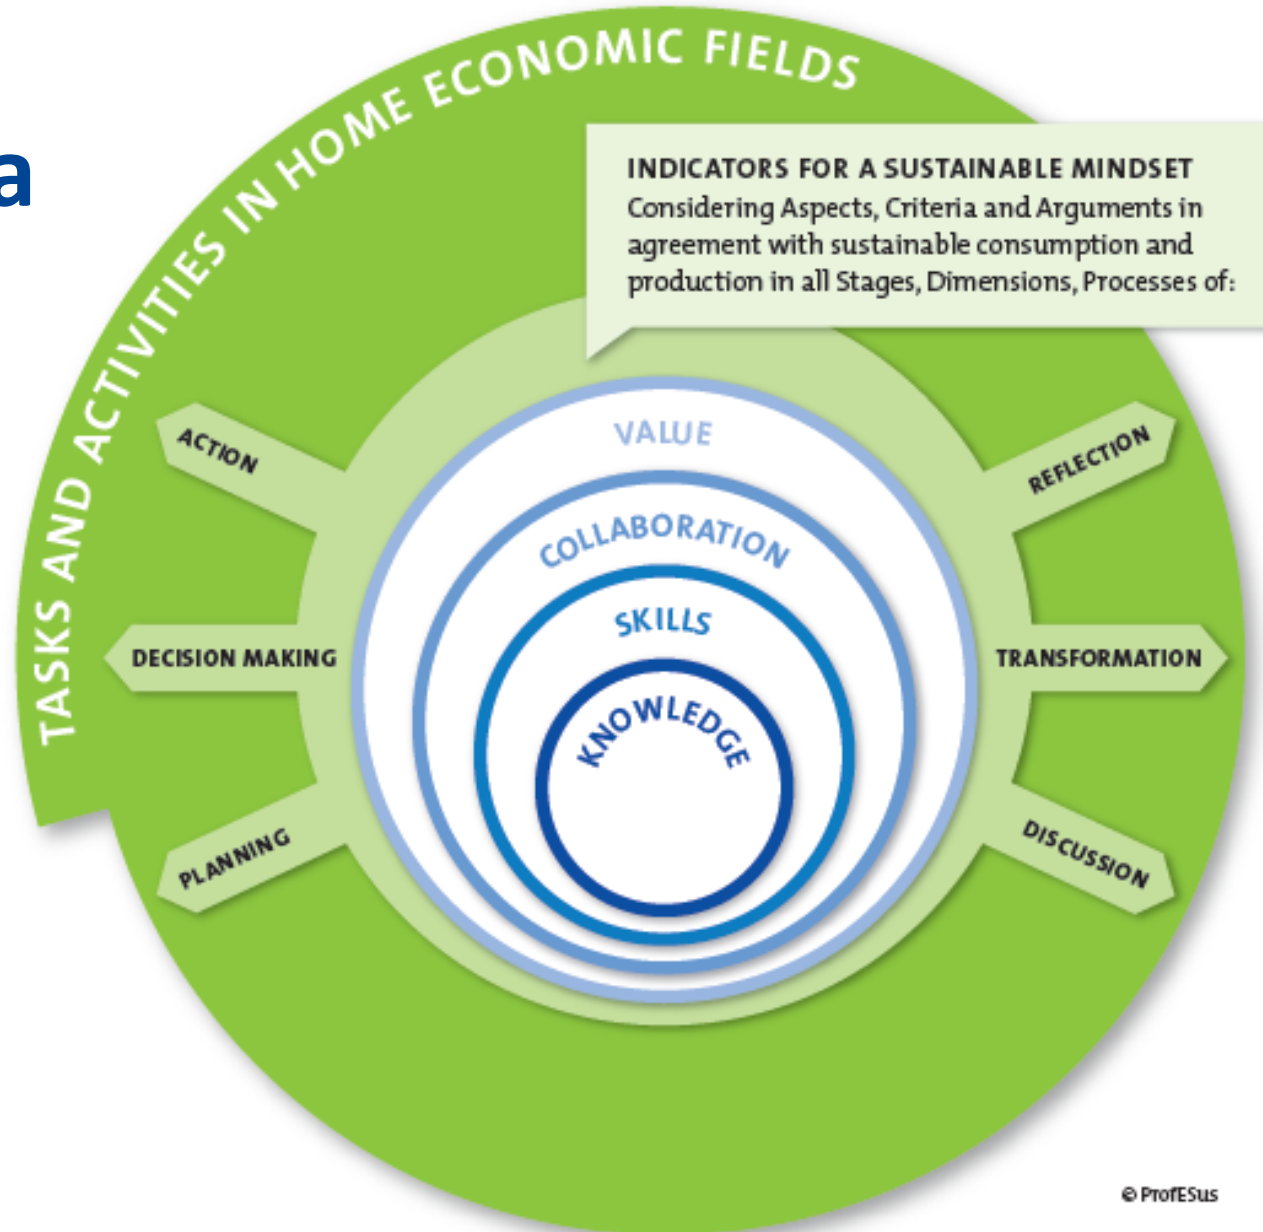 TASKS AND ACTIVITIES IN HOME ECONOMIC FIELDS
a
INDICATORS FOR A SUSTAINABLE MINDSET
Considering Aspects, Criteria and Arguments in
agreement with sustainable consumption and
production in all Stages, Dimensions, Processes of:
VALUE
COLLABORATION
SKILLS
KNOWLEDGE
ACTION
DECISION MAKING
PLANNING
REFLECTION
TRANSFORMATION
DISCUSSION
© ProfESus